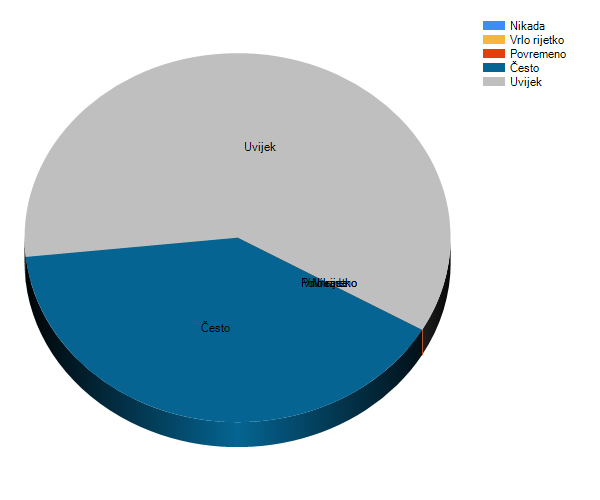 Nikada
Vrlo rijetko
Povremeno
Često
Uvijek
Uvijek
Često